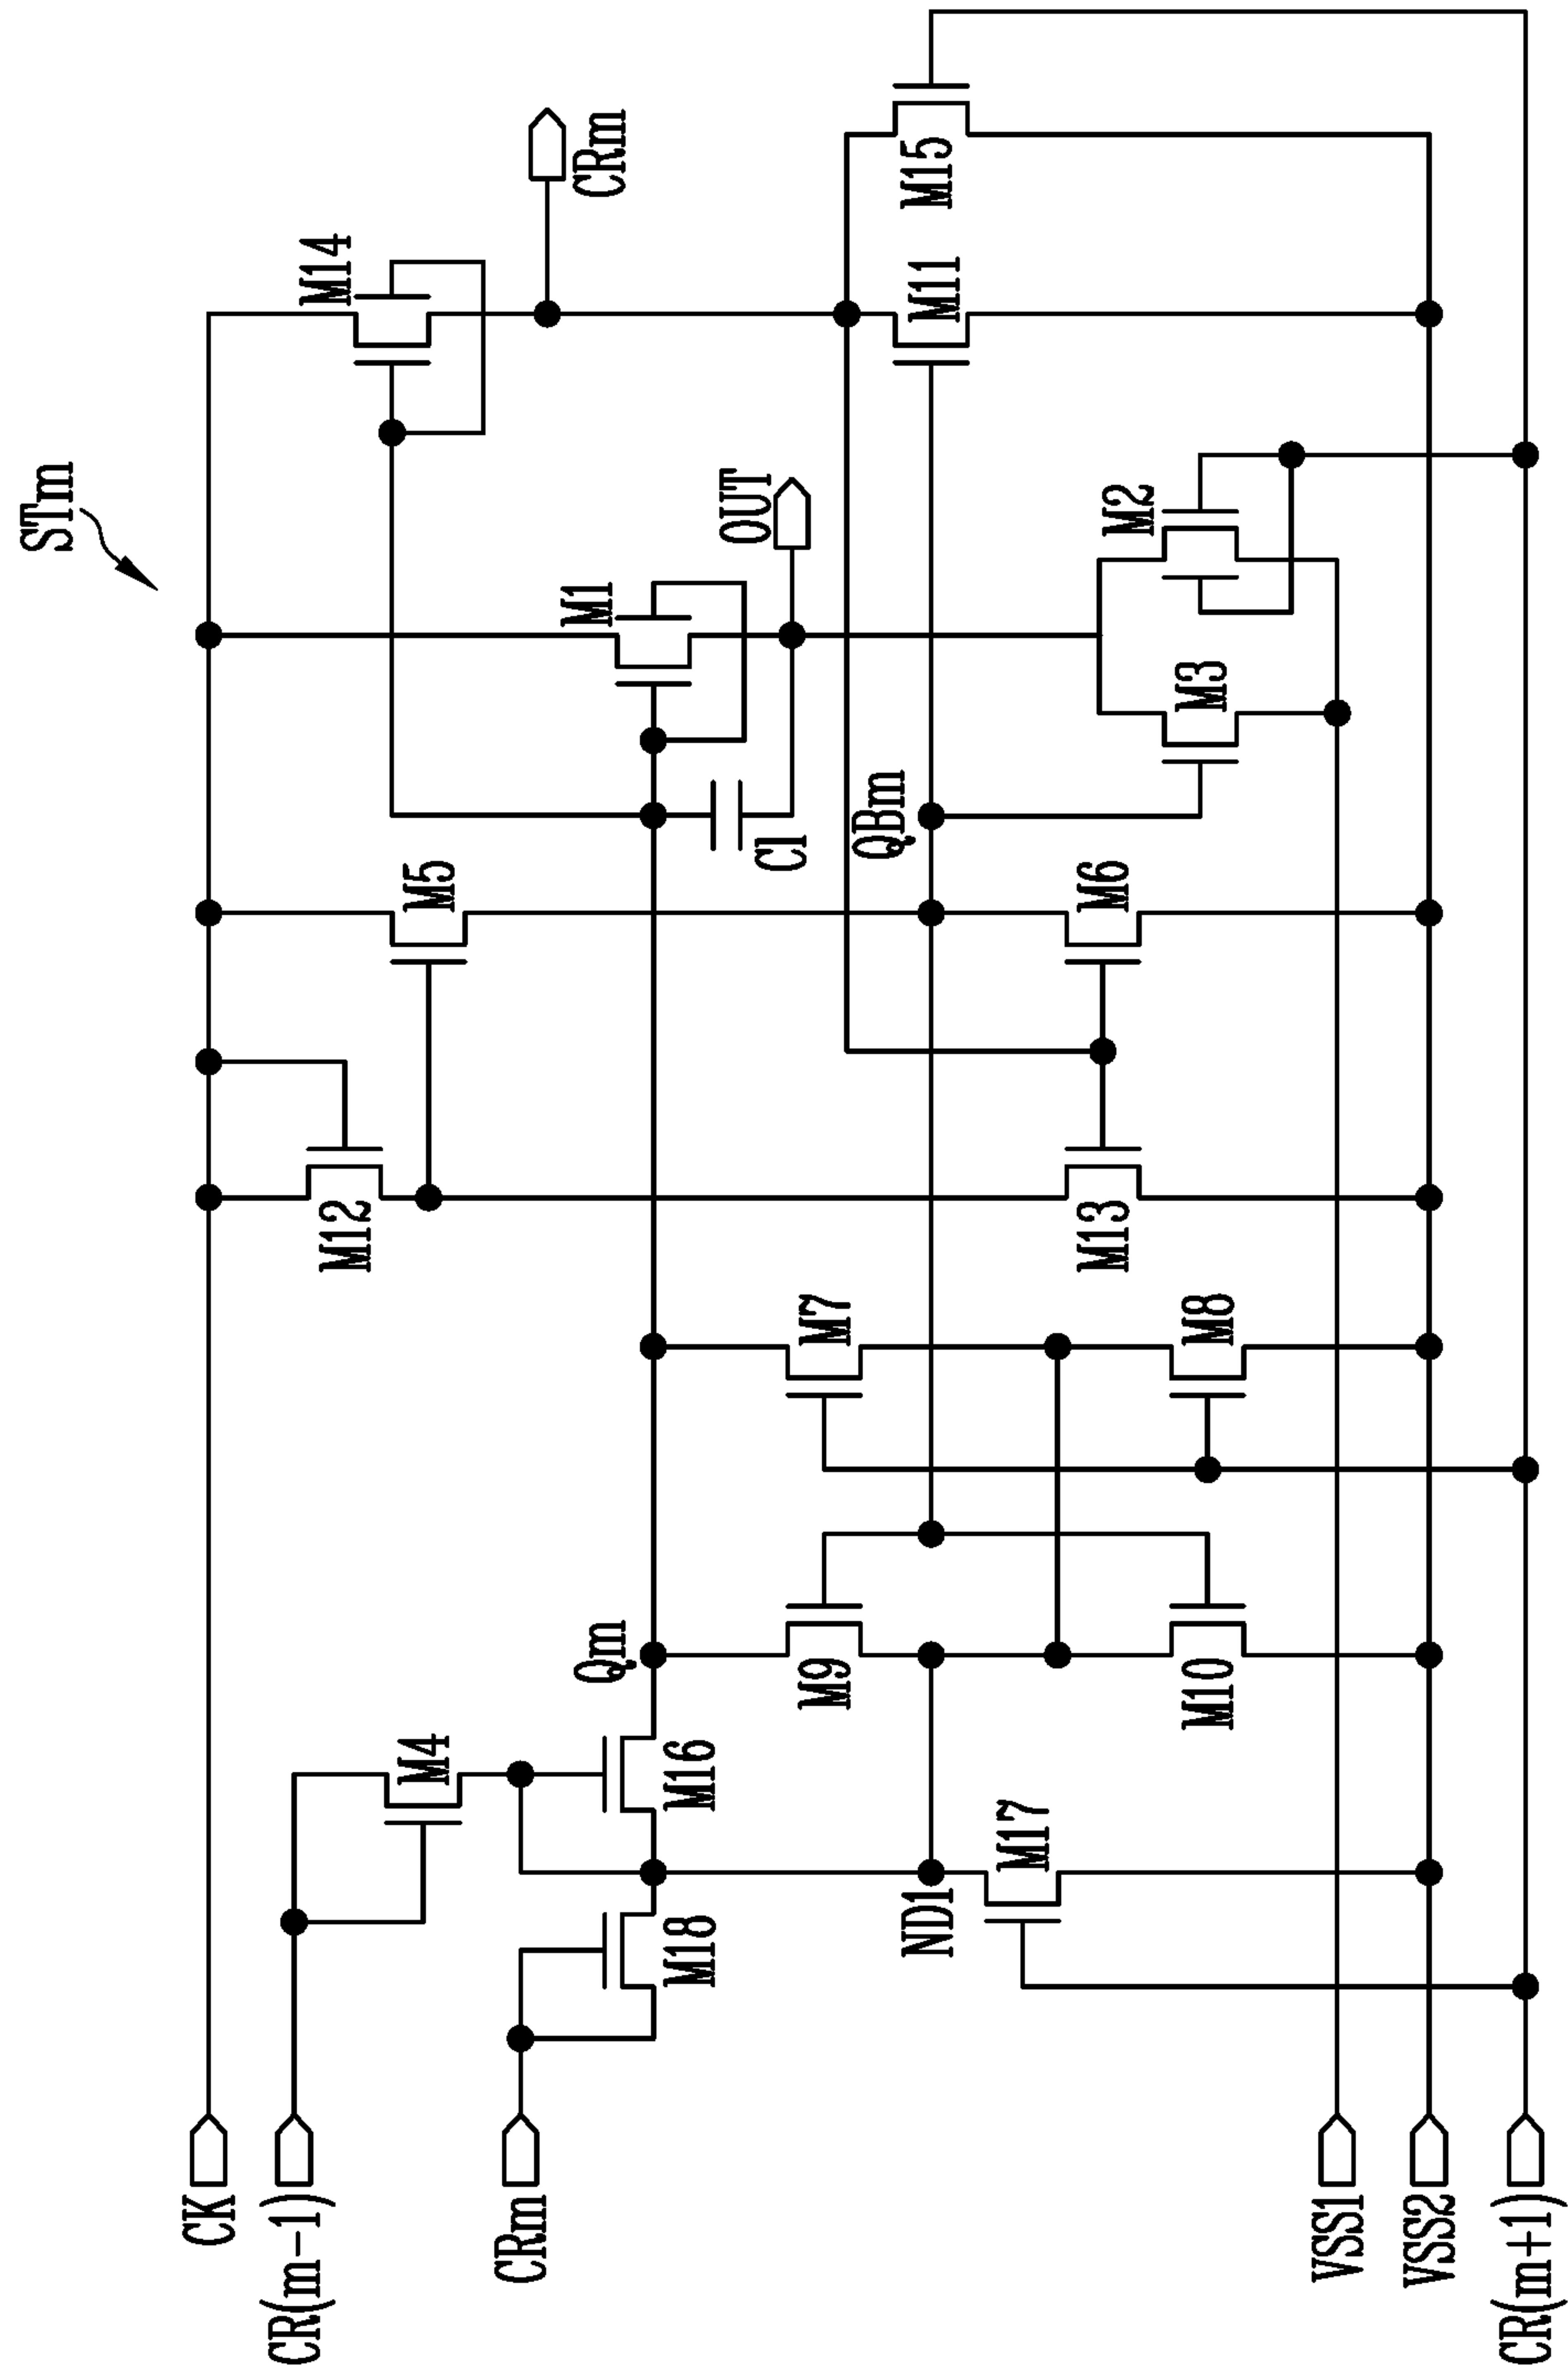 STm
CK
CR(m-1)
CRm
VSS1
VSS2
CR(m+1)
M12
M5
M14
CRm
M4
M18
M16
Qm
M1
C1
OUT
M9
M7
QBm
M15
M11
ND1
M17
M10
M8
M13
M6
M3
M2